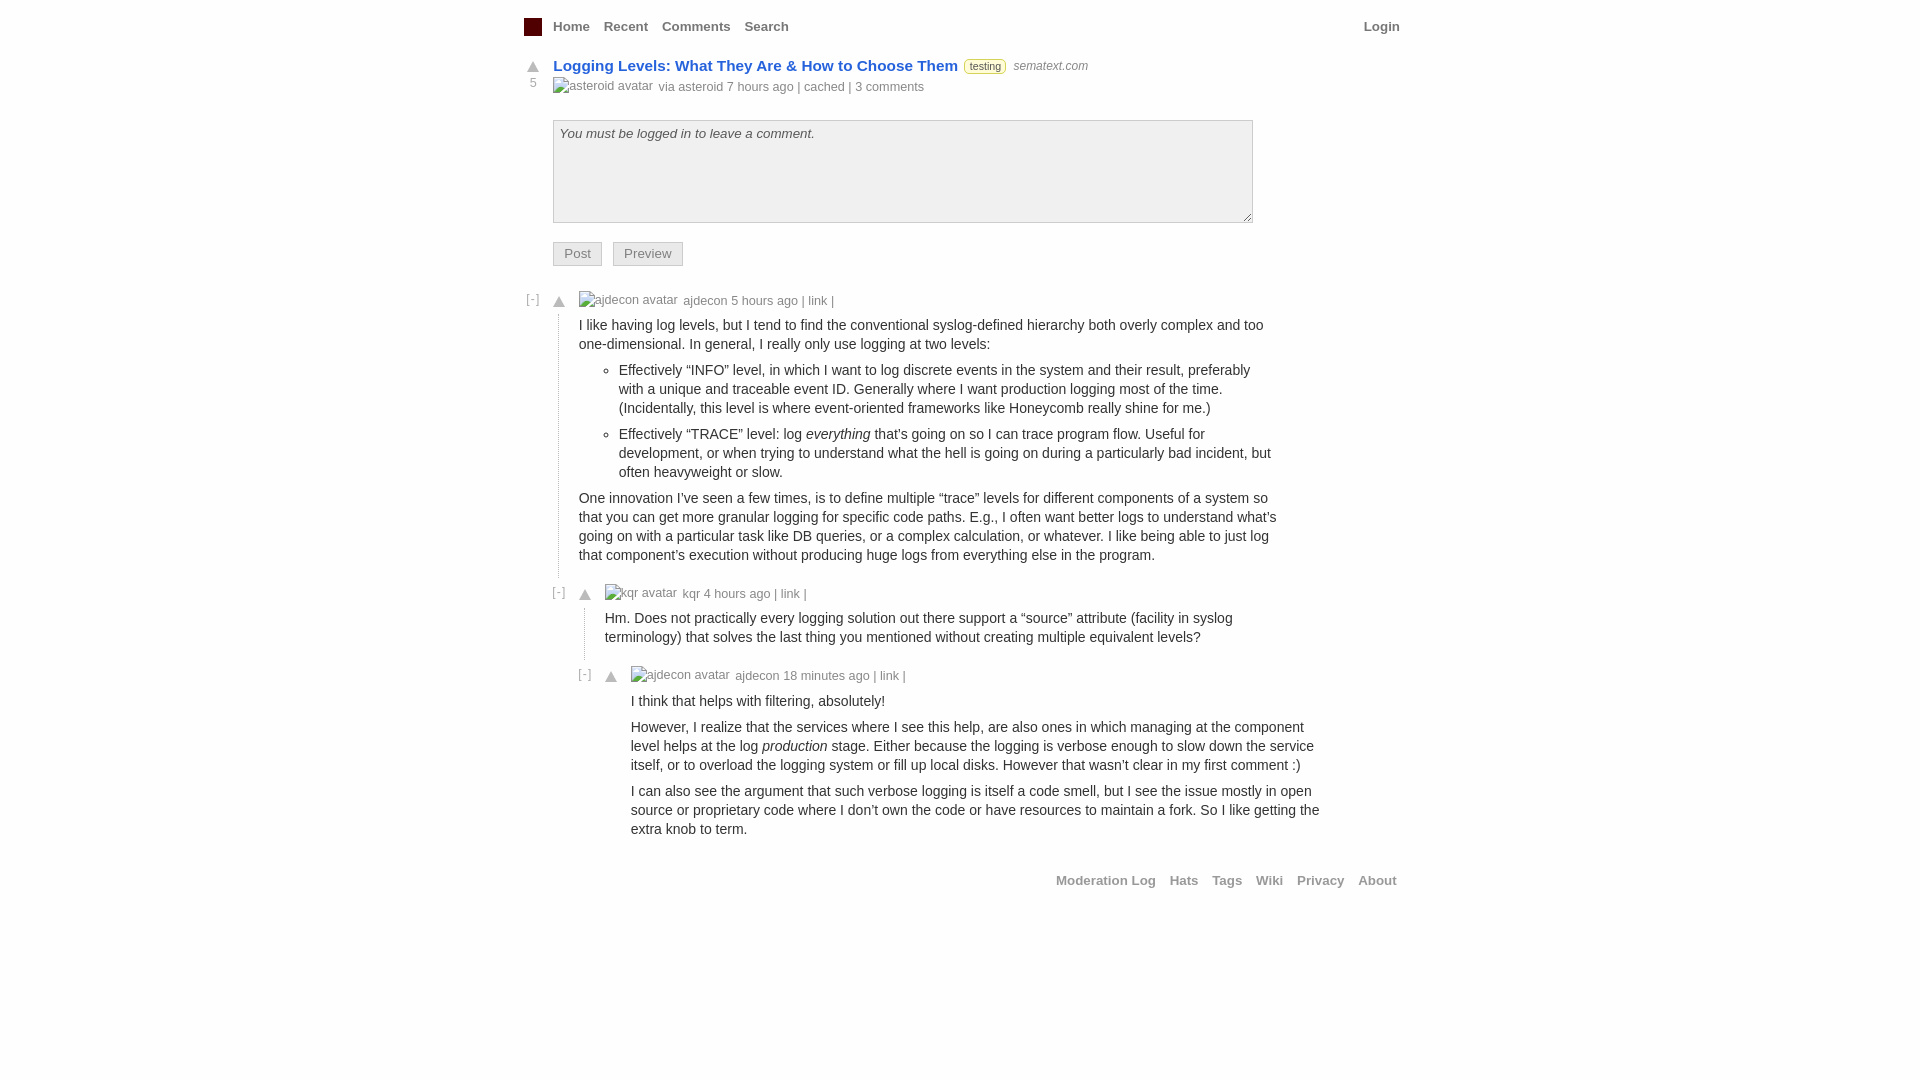 Home Recent Comments Search Login
Logging Levels: What They Are & How to Choose Them testing sematext.com
5 asteroid avatar via asteroid 7 hours ago | cached | 3 comments
You must be logged in to leave a comment.
Post Preview
[-] ajdecon avatar ajdecon 5 hours ago | link |
I like having log levels, but I tend to find the conventional syslog-defined hierarchy both overly complex and too
one-dimensional. In general, I really only use logging at two levels:
Effectively “INFO” level, in which I want to log discrete events in the system and their result, preferably
with a unique and traceable event ID. Generally where I want production logging most of the time.
(Incidentally, this level is where event-oriented frameworks like Honeycomb really shine for me.)
Effectively “TRACE” level: log everything that’s going on so I can trace program flow. Useful for
development, or when trying to understand what the hell is going on during a particularly bad incident, but
often heavyweight or slow.
One innovation I’ve seen a few times, is to define multiple “trace” levels for different components of a system so
that you can get more granular logging for specific code paths. E.g., I often want better logs to understand what’s
going on with a particular task like DB queries, or a complex calculation, or whatever. I like being able to just log
that component’s execution without producing huge logs from everything else in the program.
[-] kqr avatar kqr 4 hours ago | link |
Hm. Does not practically every logging solution out there support a “source” attribute (facility in syslog
terminology) that solves the last thing you mentioned without creating multiple equivalent levels?
[-] ajdecon avatar ajdecon 18 minutes ago | link |
I think that helps with filtering, absolutely!
However, I realize that the services where I see this help, are also ones in which managing at the component
level helps at the log production stage. Either because the logging is verbose enough to slow down the service
itself, or to overload the logging system or fill up local disks. However that wasn’t clear in my first comment :)
I can also see the argument that such verbose logging is itself a code smell, but I see the issue mostly in open
source or proprietary code where I don’t own the code or have resources to maintain a fork. So I like getting the
extra knob to term.
Moderation Log Hats Tags Wiki Privacy About